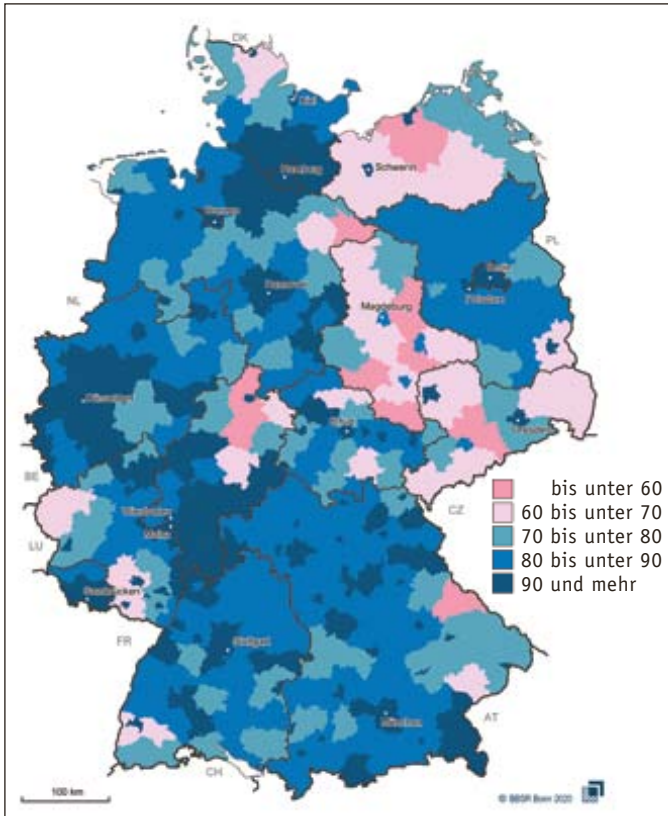 DK
Kiel
Hamburg
Schwerin
Bremen
PL
Berlin
Potsdam
NL
Hannover
Magdeburg
Düsseldorf
Erfurt
Dresden
BE
Wiesbaden
Mainz
LU
CZ
bis unter 60
60 bis unter 70
70 bis unter 80
80 bis unter 90
90 und mehr
Saarbrücken
FR
Stuttgart
München
AT
CH
100 km
© BBSR Bonn 2020